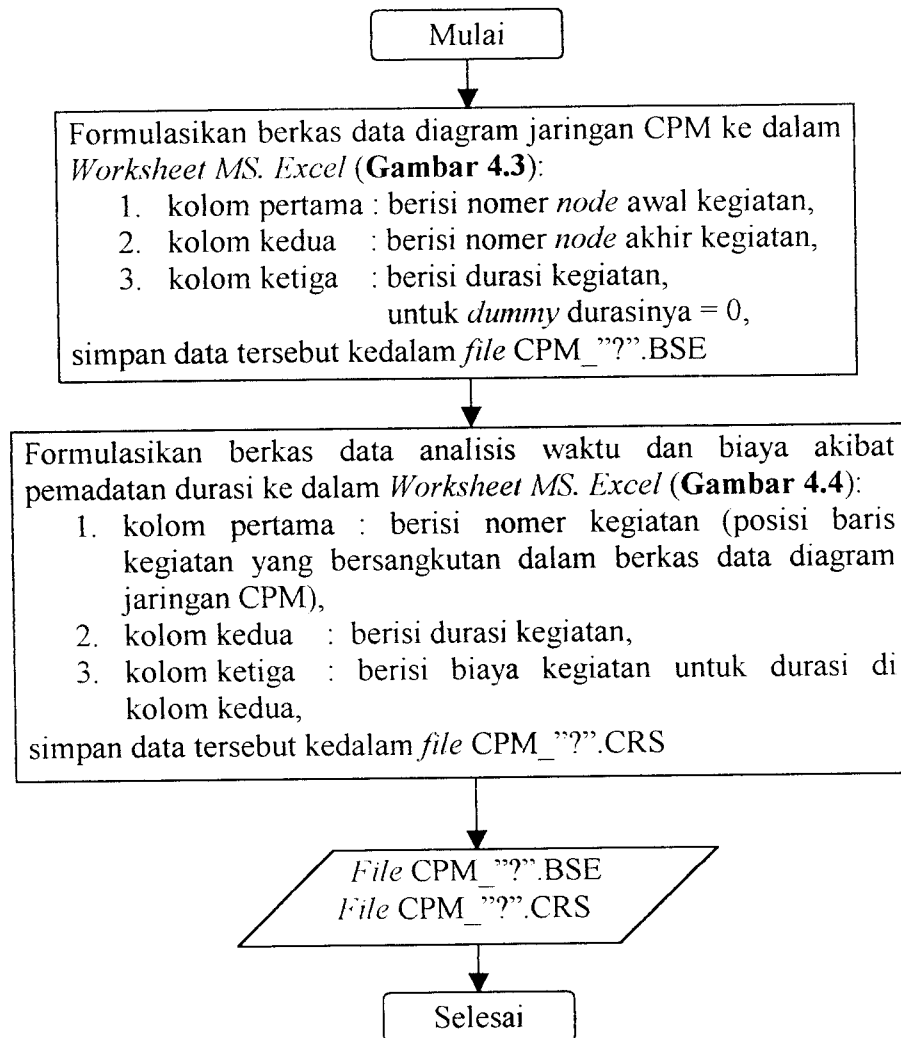 Mulai
Formulasikan berkas data diagram jaringan CPM ke dalam
Worksheet MS. Excel (Gambar 4.3):
1. kolom pertama : berisi nomer node awal kegiatan,
2. kolom kedua : berisi nomer node akhir kegiatan,
3. kolom ketiga : berisi durasi kegiatan,
untuk dummy durasinya = 0,
simpan data tersebut kedalam file CPM_”?”.BSE
Formulasikan berkas data analisis waktu dan biaya akibat
pemadatan durasi ke dalam Worksheet MS. Excel (Gambar 4.4):
1. kolom pertama : berisi nomer kegiatan (posisi baris
kegiatan yang bersangkutan dalam berkas data diagram
jaringan CPM),
2. kolom kedua : berisi durasi kegiatan,
3. kolom ketiga : berisi biaya kegiatan untuk durasi di
kolom kedua,
simpan data tersebut kedalam file CPM_”?”.CRS
File CPM_”?”.BSE
File CPM_”?”.CRS
Selesai